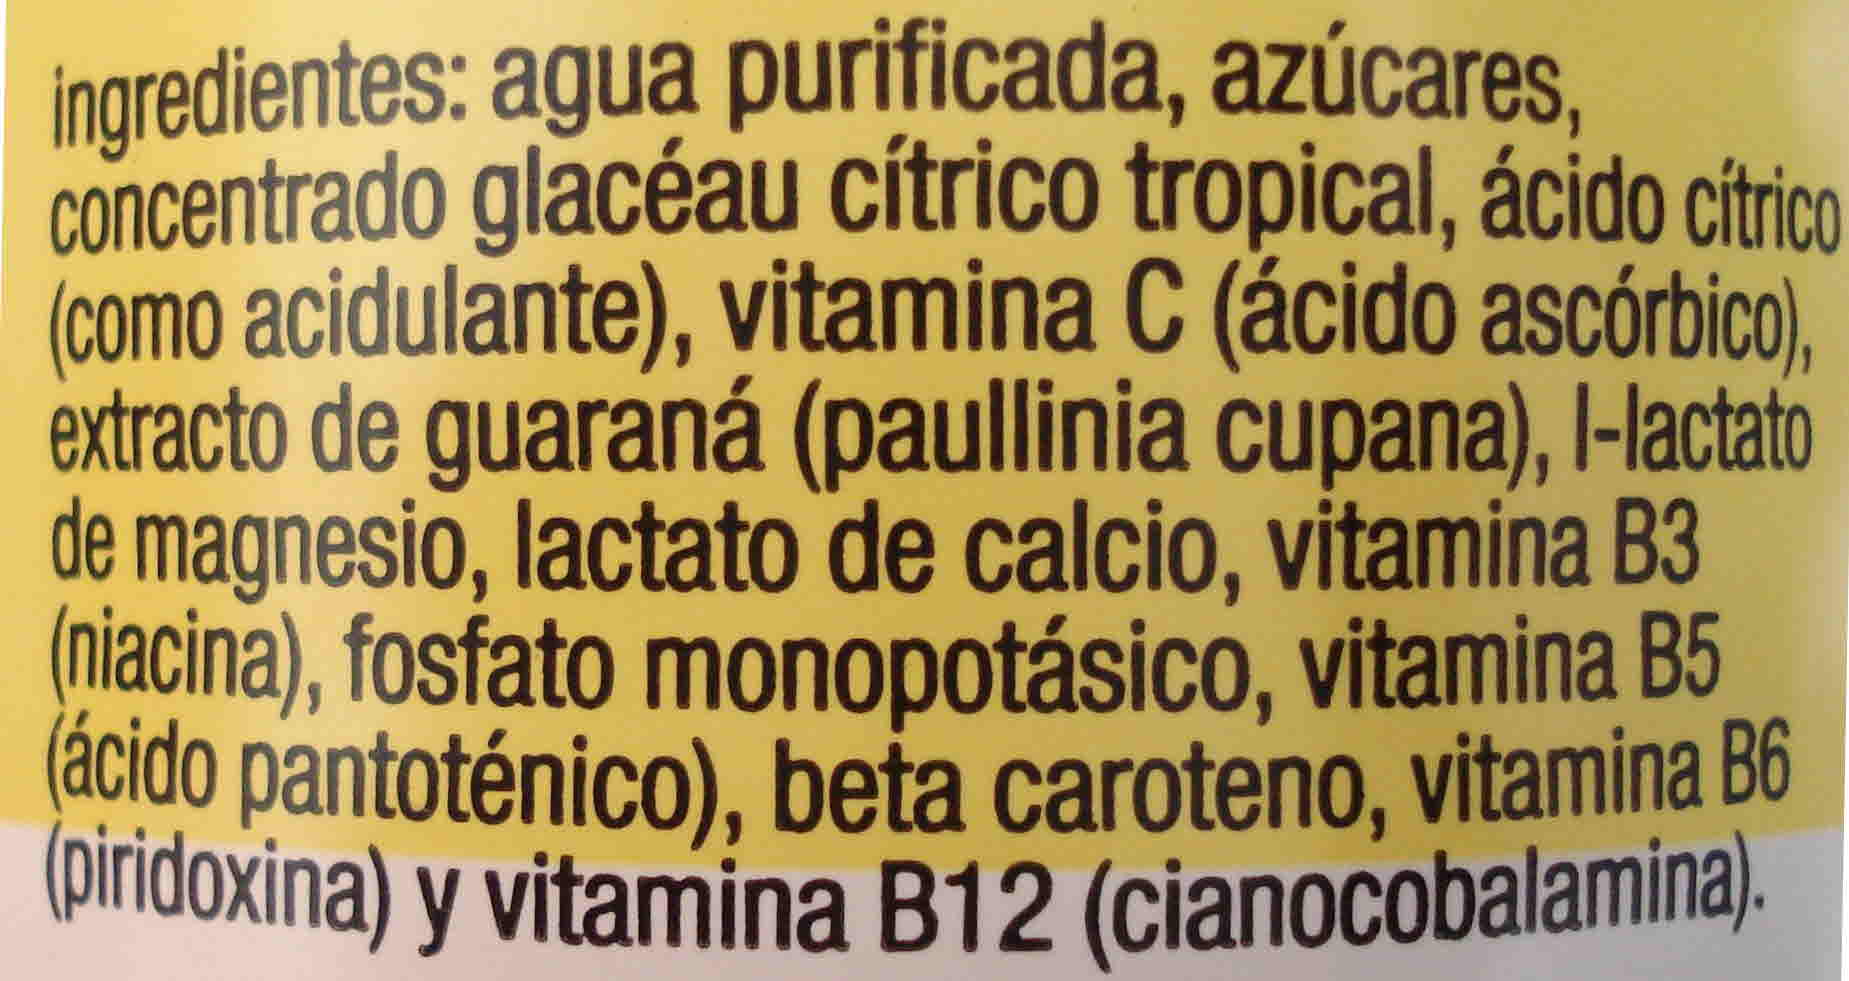 ingredientes: agua purificada, azúcares,
concentrado glacéau cítrico tropical, ácido cítrico
(como acidulante), vitamina C (ácido ascórbico),
extracto de guaraná (paullinia cupana), l-lactato
de magnesio, lactato de calcio, vitamina B3
(niacina), fosfato monopotásico, vitamina B5
(ácido pantoténico), beta caroteno, vitamina B6
(piridoxina) y vitamina B12 (cianocobalamina).